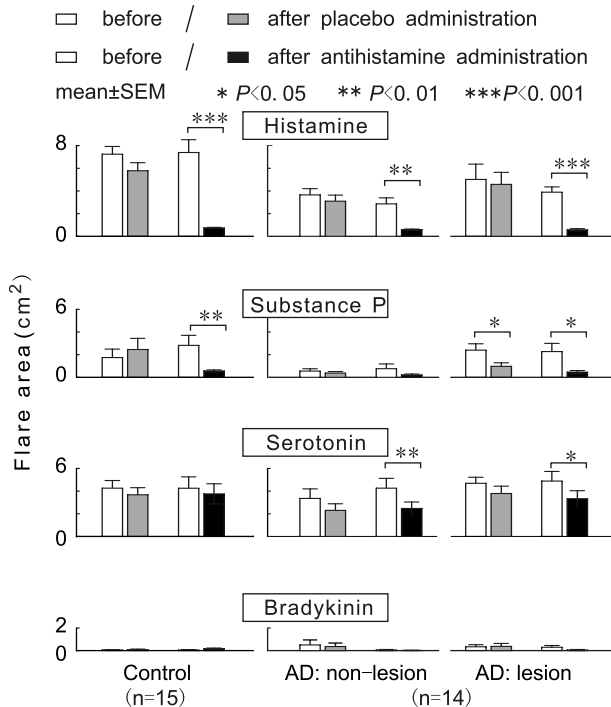 before / after placebo administration
before / after antihistamine administration
mean±SEM * P<0.05 ** P<0.01 ***P<0.001
Histamine
*** ** ***
8
0
Substance P
** * *
6
0
Serotonin
** *
6
0
Bradykinin
2
0
Flare area(cm²)
Control AD: non-lesion AD: lesion
(n=15) (n=14)